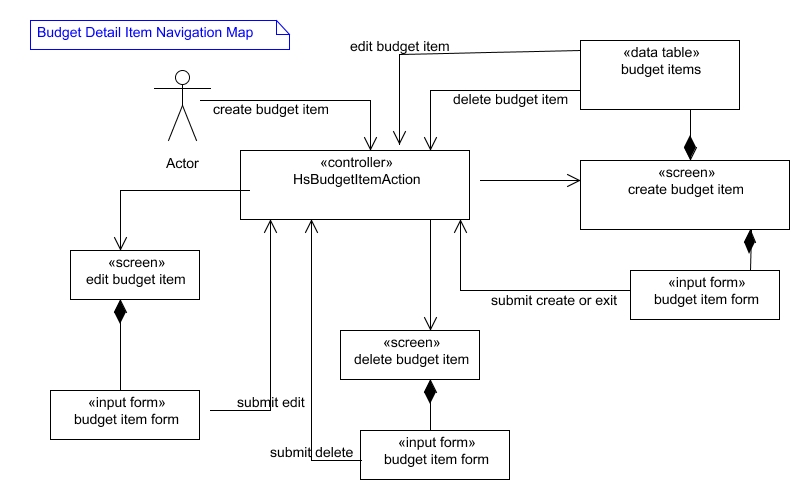 Budget Detail Item Navigation Map
edit budget item
«data table»
budget items
delete budget item
create budget item
Actor
«controller»
HsBudgetItemAction
«screen»
create budget item
«screen»
edit budget item
«input form»
budget item form
submit create or exit
«screen»
delete budget item
«input form»
budget item form
submit edit
«input form»
budget item form
submit delete